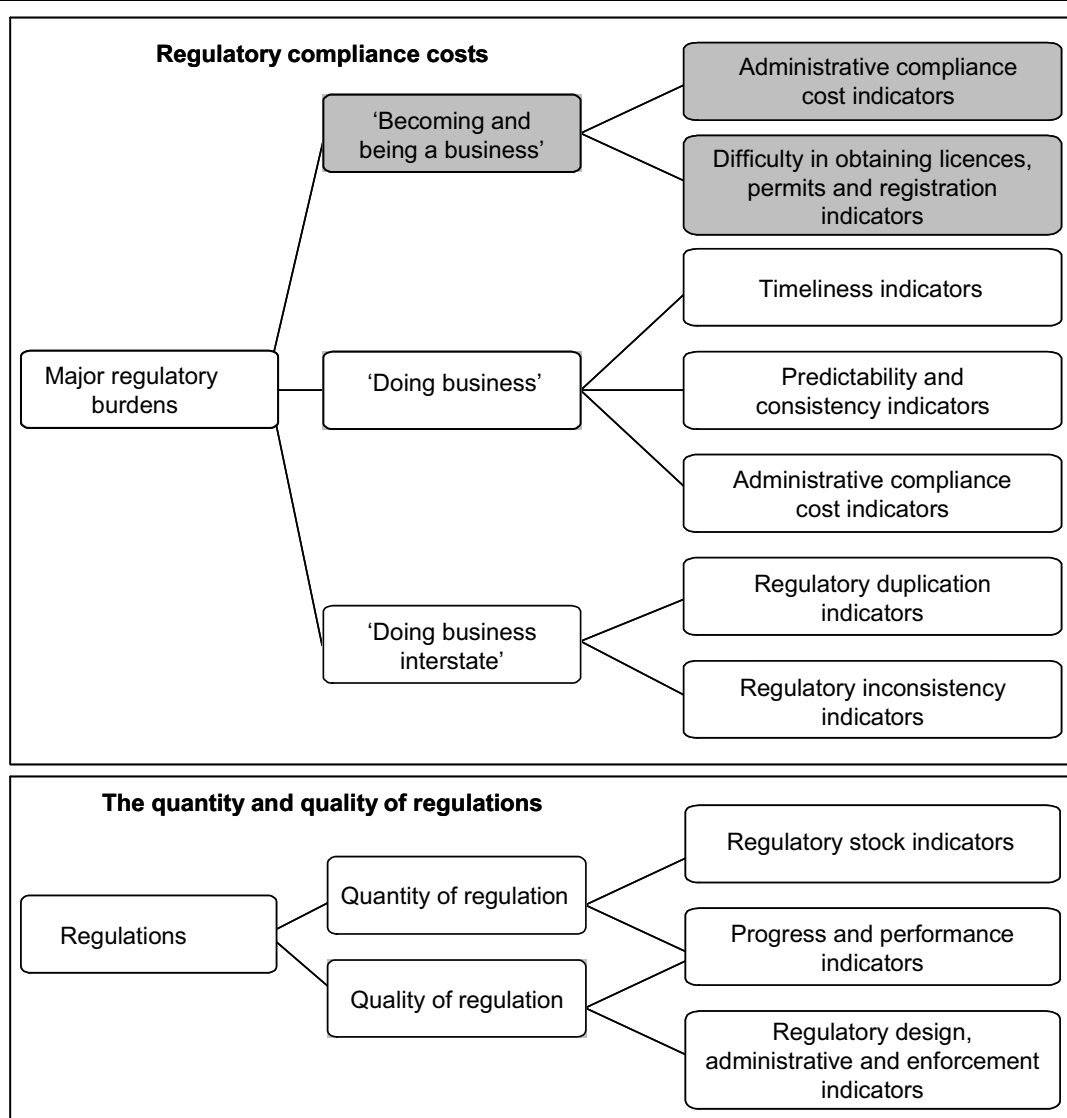 Regulatory compliance costs
‘Becoming and
being a business’
Administrative compliance
cost indicators
Difficulty in obtaining licences,
permits and registration
indicators
Major regulatory
burdens
‘Doing business’
Timeliness indicators
Predictability and
consistency indicators
Administrative compliance
cost indicators
‘Doing business
interstate’
Regulatory duplication
indicators
Regulatory inconsistency
indicators
The quantity and quality of regulations
Regulations
Quantity of regulation
Quality of regulation
Regulatory stock indicators
Progress and performance
indicators
Regulatory design,
administrative and enforcement
indicators